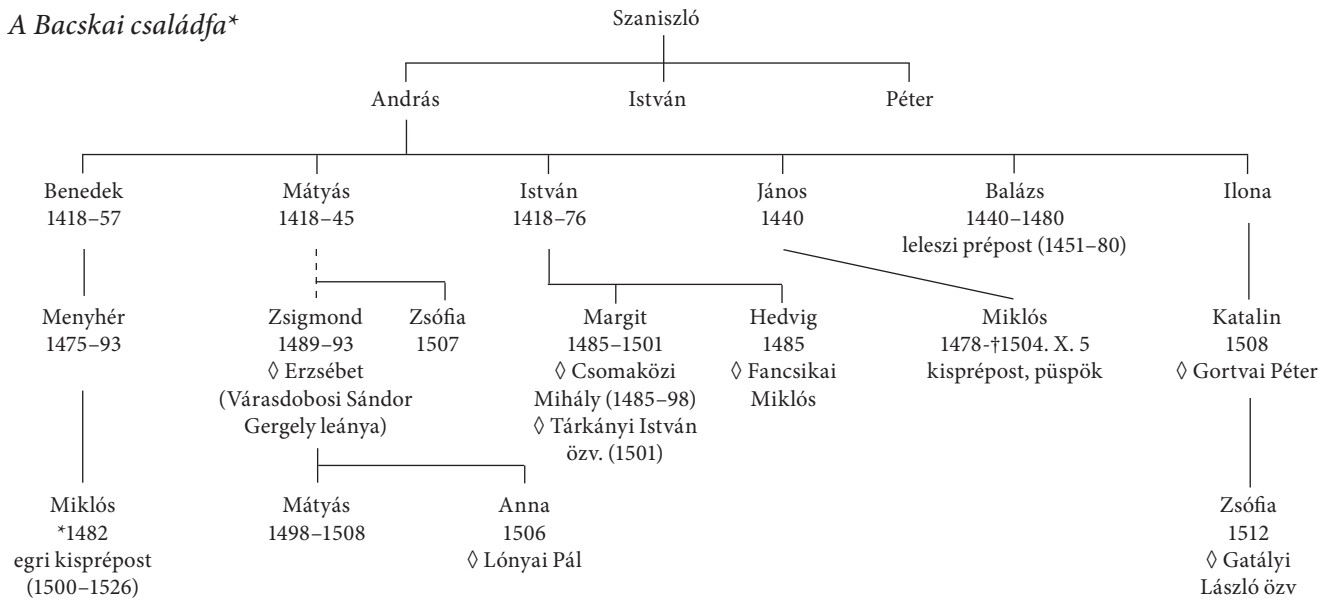 A Bacskai családfa*
Szaniszló
András
István
Péter
Benedek
1418–57
Mátyás
1418–45
István
1418–76
János
1440
Balázs
1440–1480
leleszi prépost (1451–80)
Ilona
Menyhér
1475–93
Zsigmond
1489–93
◊ Erzsébet
(Várasdobosi Sándor
Gergely leánya)
Zsófia
1507
Margit
1485–1501
◊ Csomaközi
Mihály (1485–98)
◊ Tárkányi István
özv. (1501)
Hedvig
1485
◊ Fancsikai
Miklós
Miklós
1478-†1504. X. 5
kisprépost, püspök
Katalin
1508
◊ Gortvai Péter
Miklós
*1482
egri kisprépost
(1500–1526)
Mátyás
1498–1508
Anna
1506
◊ Lónyai Pál
Zsófia
1512
◊ Gatályi
László özv